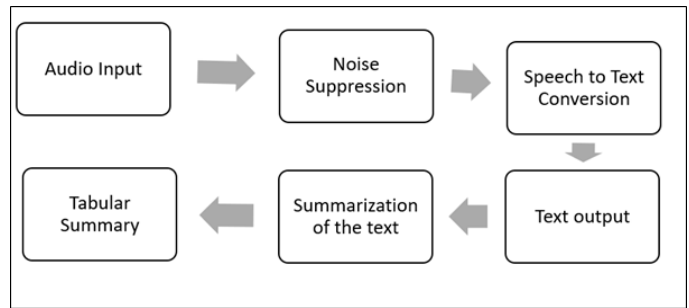 Audio Input
Noise
Suppression
Speech to Text
Conversion
Text output
Summarization
of the text
Tabular
Summary